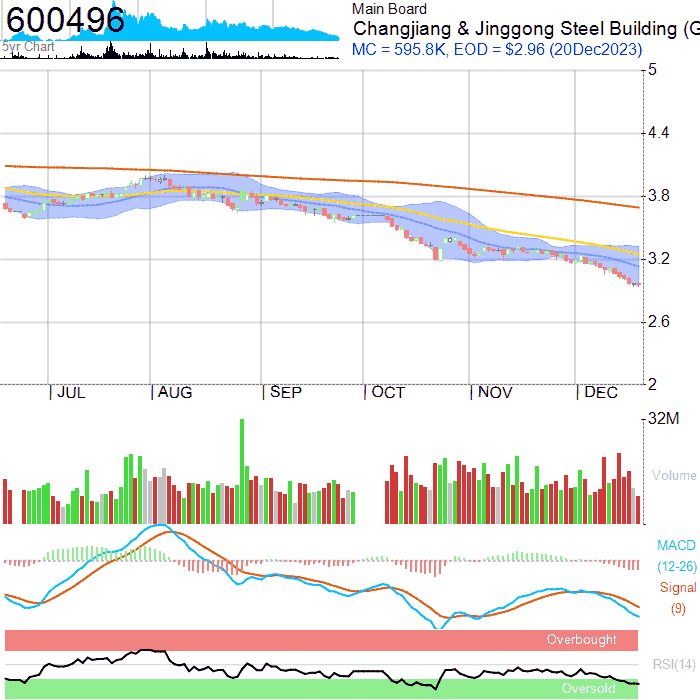 600496
5yr Chart
Main Board
Changjiang & Jinggong Steel Building (G
MC = 595.8K, EOD = $2.96 (20Dec2023)
5
4.4
3.8
3.2
2.6
2
JUL AUG SEP OCT NOV DEC
32M
Volume
MACD
(12-26)
Signal
(9)
Overbought
RSI(14)
Oversold